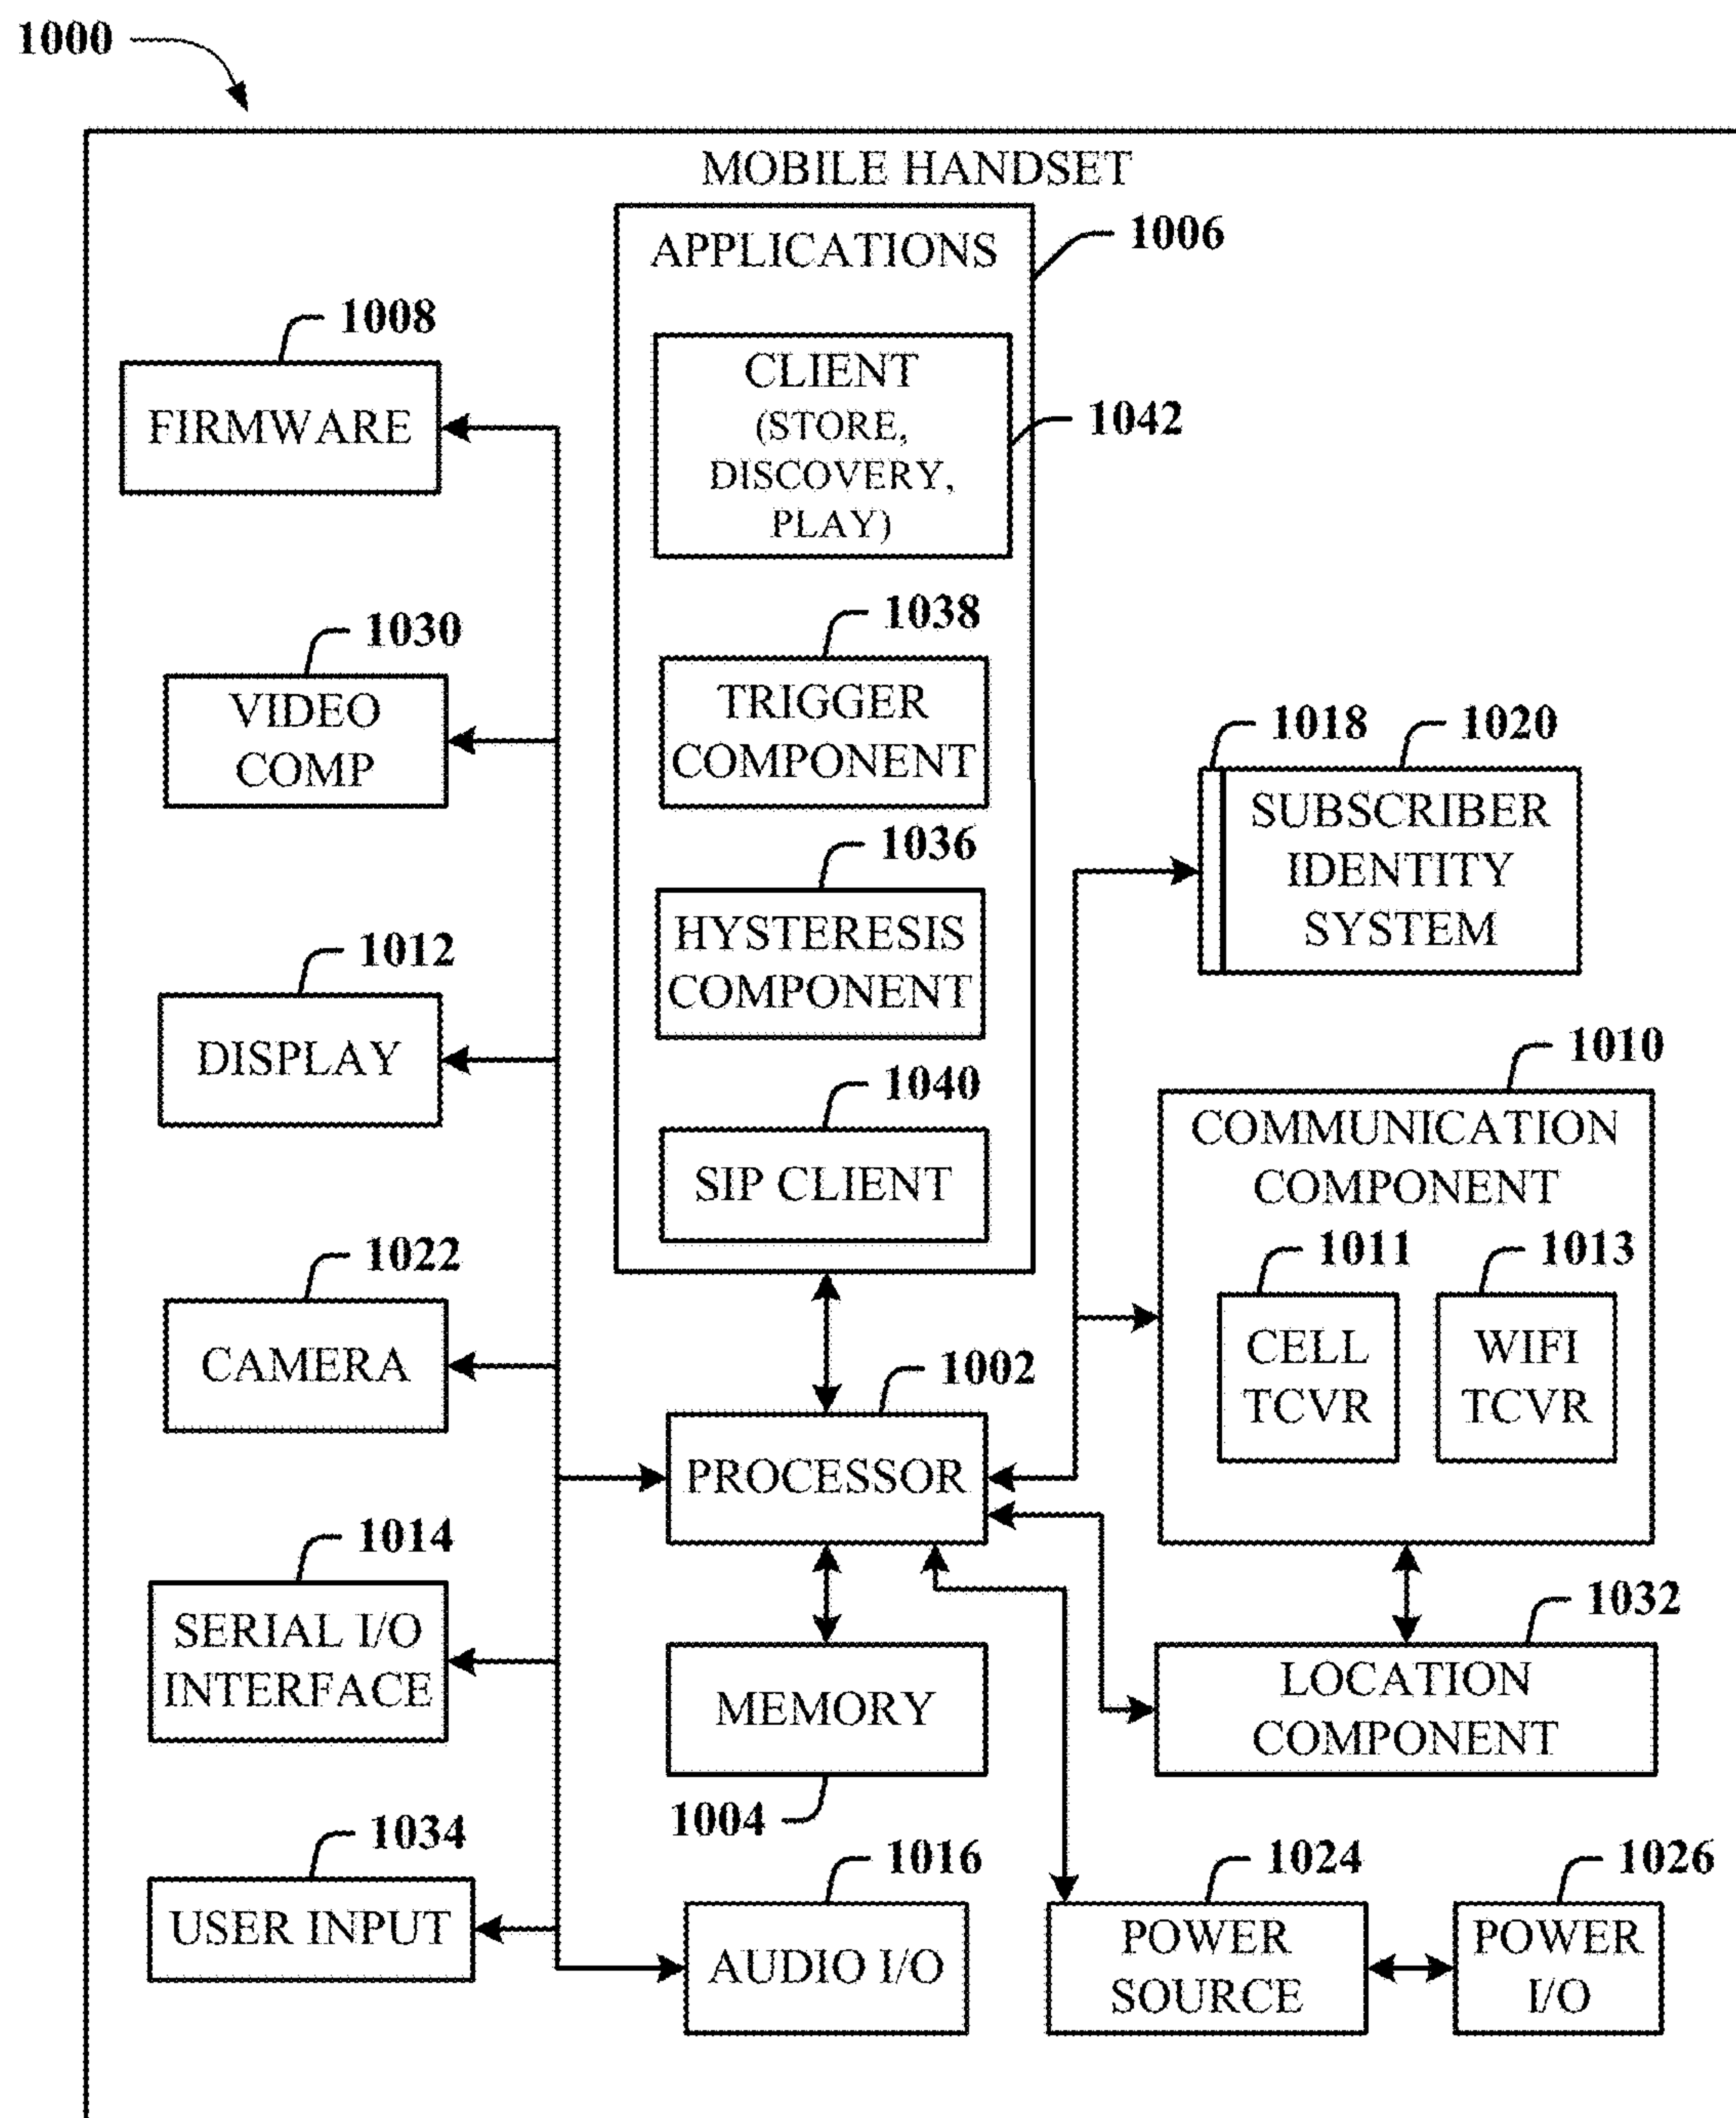 1000
MOBILE HANDSET
APPLICATIONS
1006
CLIENT
(STORE,
DISCOVERY,
PLAY)
1042
1038
TRIGGER
COMPONENT
1036
HYSTERESIS
COMPONENT
1040
SIP CLIENT
1008
FIRMWARE
1030
VIDEO
COMP
1012
DISPLAY
1022
CAMERA
1014
SERIAL I/O
INTERFACE
1034
USER INPUT
1002
PROCESSOR
MEMORY
1004
1016
AUDIO I/O
1018
1020
SUBSCRIBER
IDENTITY
SYSTEM
1010
COMMUNICATION
COMPONENT
1011
CELL
TCVR
1013
WIFI
TCVR
1032
LOCATION
COMPONENT
1024
POWER
SOURCE
1026
POWER
I/O